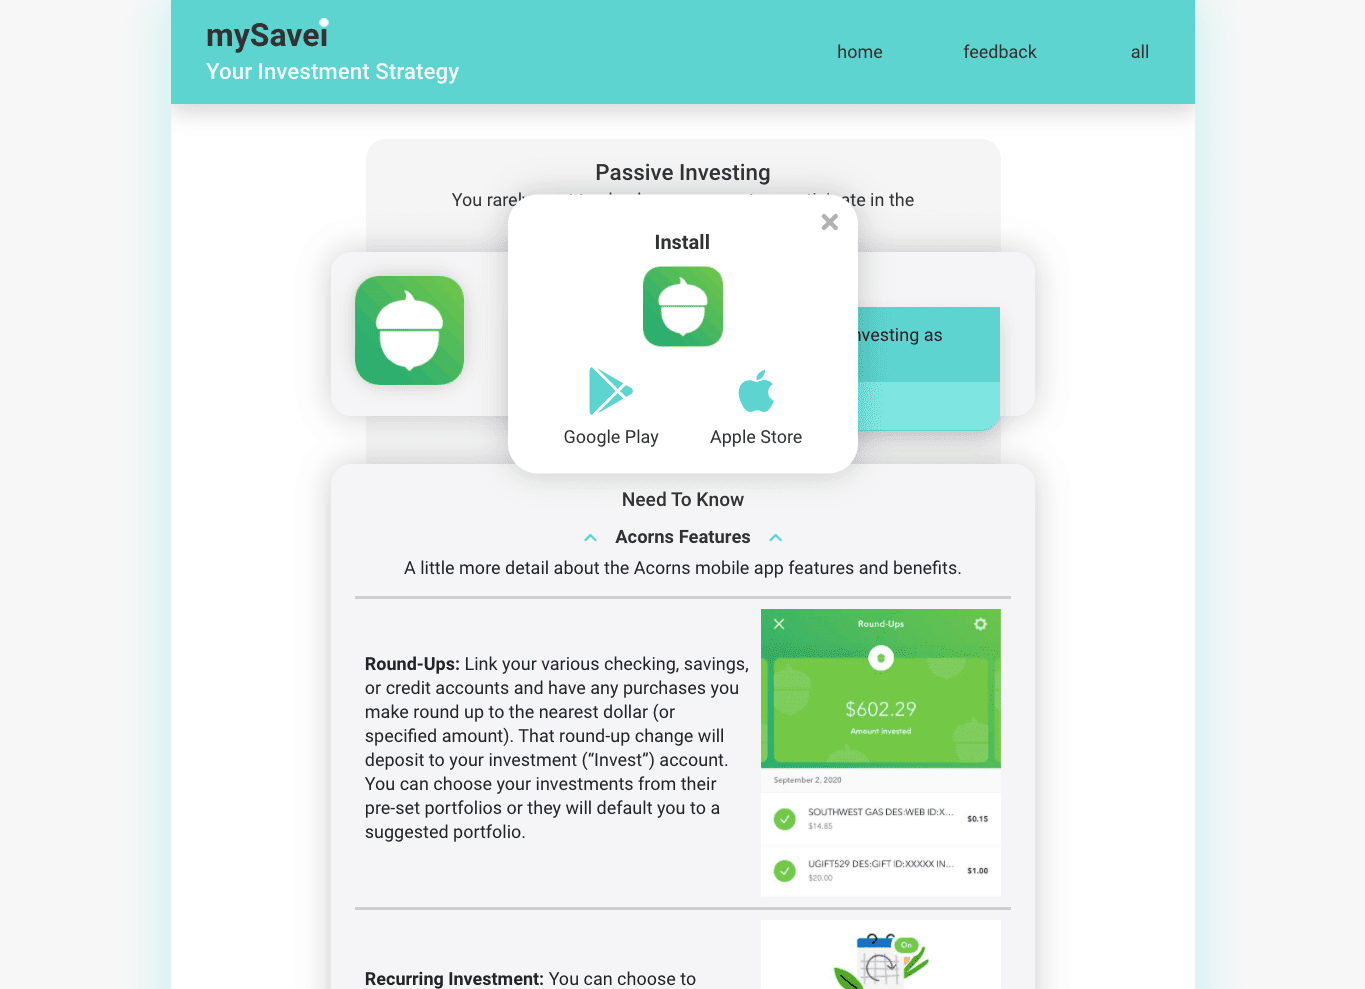 mySavei
Your Investment Strategy
home
feedback
all
Passive Investing
You rarely
ate in the
Install
nvesting as
Google Play
Apple Store
Need To Know
Acorns Features
A little more detail about the Acorns mobile app features and benefits.
Round-Ups: Link your various checking, savings,
or credit accounts and have any purchases you
make round up to the nearest dollar (or
specified amount). That round-up change will
deposit to your investment (“Invest”) account.
You can choose your investments from their
pre-set portfolios or they will default you to a
suggested portfolio.
Round-Ups
$602.29
Amount invested
September 2, 2020
SOUTHWEST GAS DES:WEB ID:X...
$0.15
$14.85
UGIFT529 DES:GIFT ID:XXXXX IN...
$1.00
$20.00
On
Recurring Investment: You can choose to